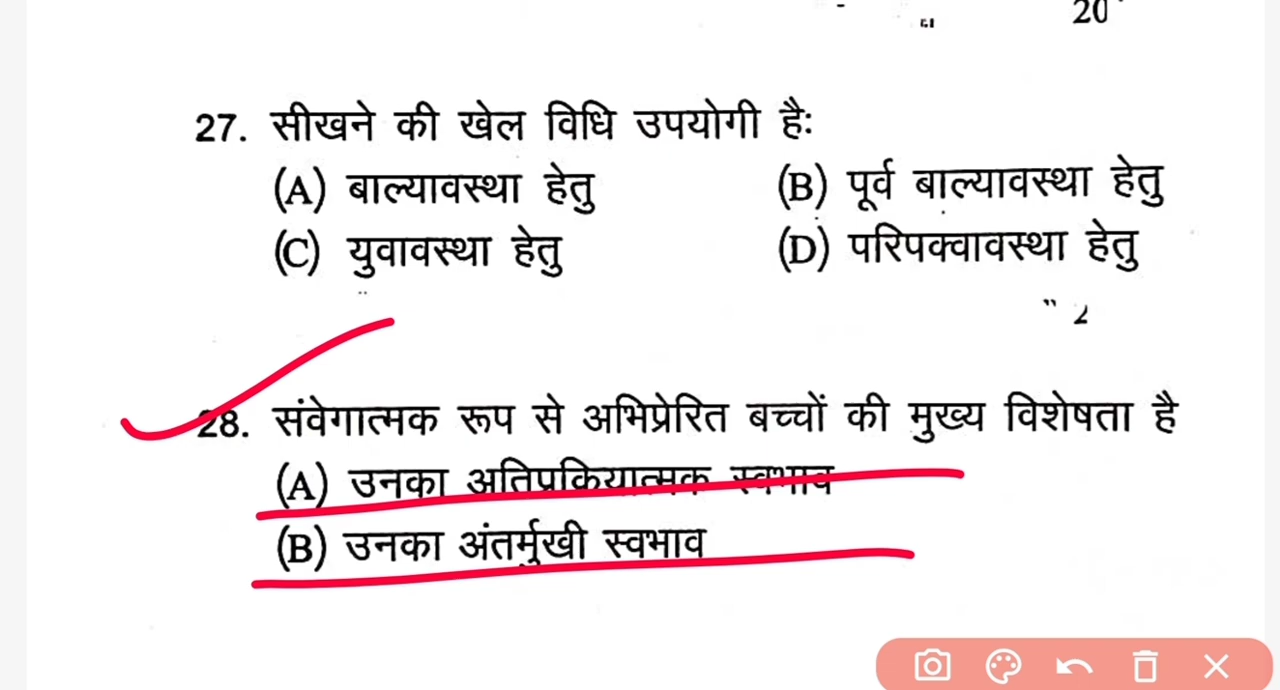 20
27. सीखने की खेल विधि उपयोगी हैः
(A) बाल्यावस्था हेतु (B) पूर्व बाल्यावस्था हेतु
(C) युवावस्था हेतु (D) परिपक्वावस्था हेतु
28. संवेगात्मक रूप से अभिप्रेरित बच्चों की मुख्य विशेषता है
(A) उनका अतिप्रकियात्मक स्वभाव
(B) उनका अंतर्मुखी स्वभाव